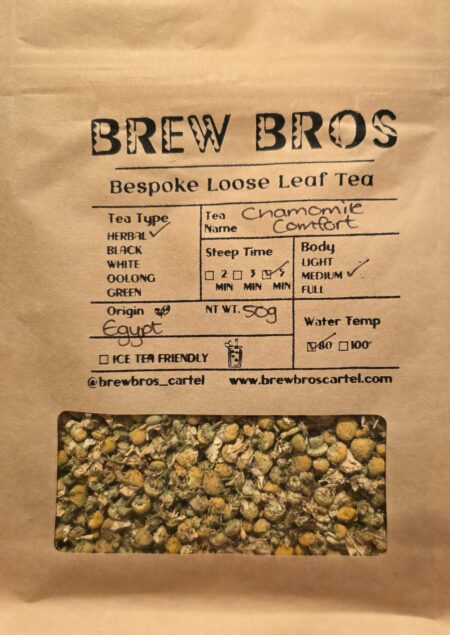 BREW BROS
Bespoke Loose Leaf Tea
Tea Type
HERBAL
BLACK
WHITE
OOLONG
GREEN
Tea Name Chamomile Comfort
Steep Time
2 MIN 3 MIN 5 MIN
Body
LIGHT
MEDIUM
FULL
Origin
Egypt
NT WT. 50g
Water Temp
80 100°
ICE TEA FRIENDLY
@brewbros_cartel www.brewbroscartel.com